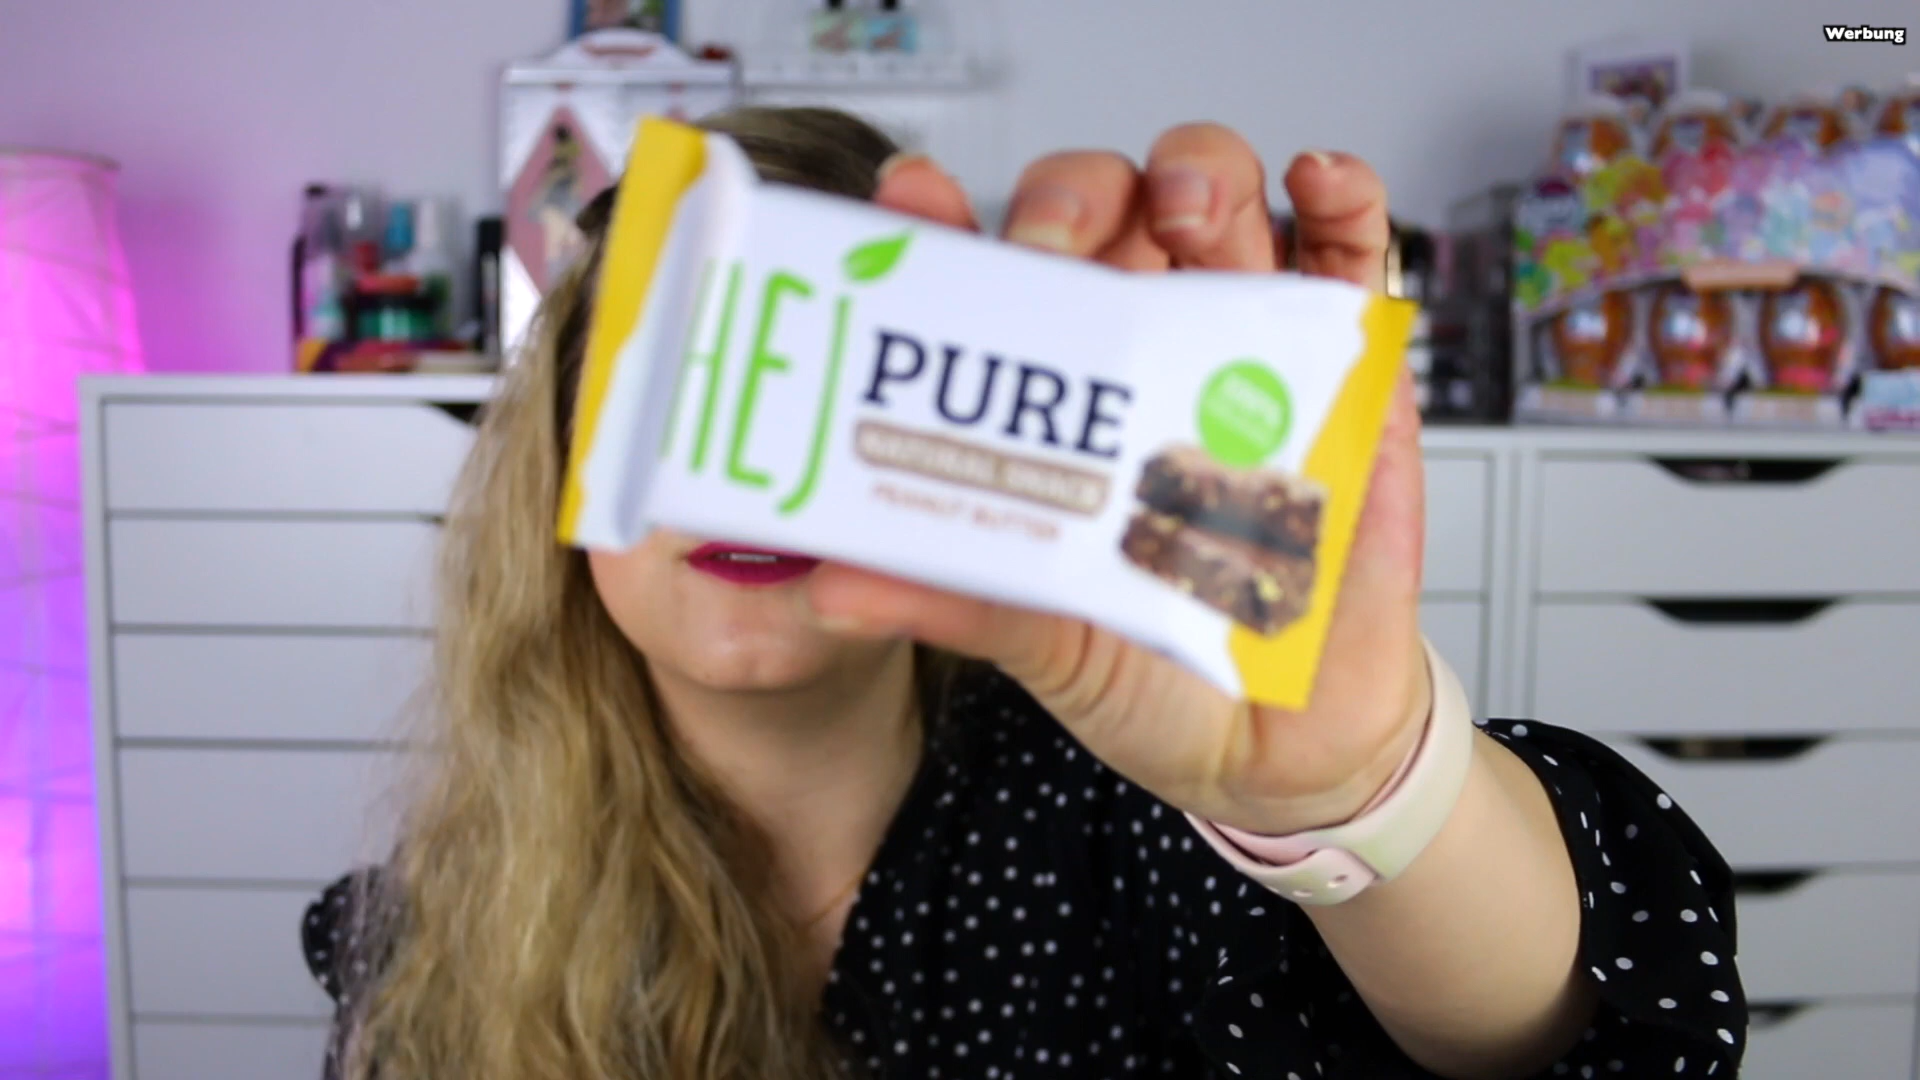 Werbung
HEJ
PURE
NATURAL SNACK
PEANUT BUTTER